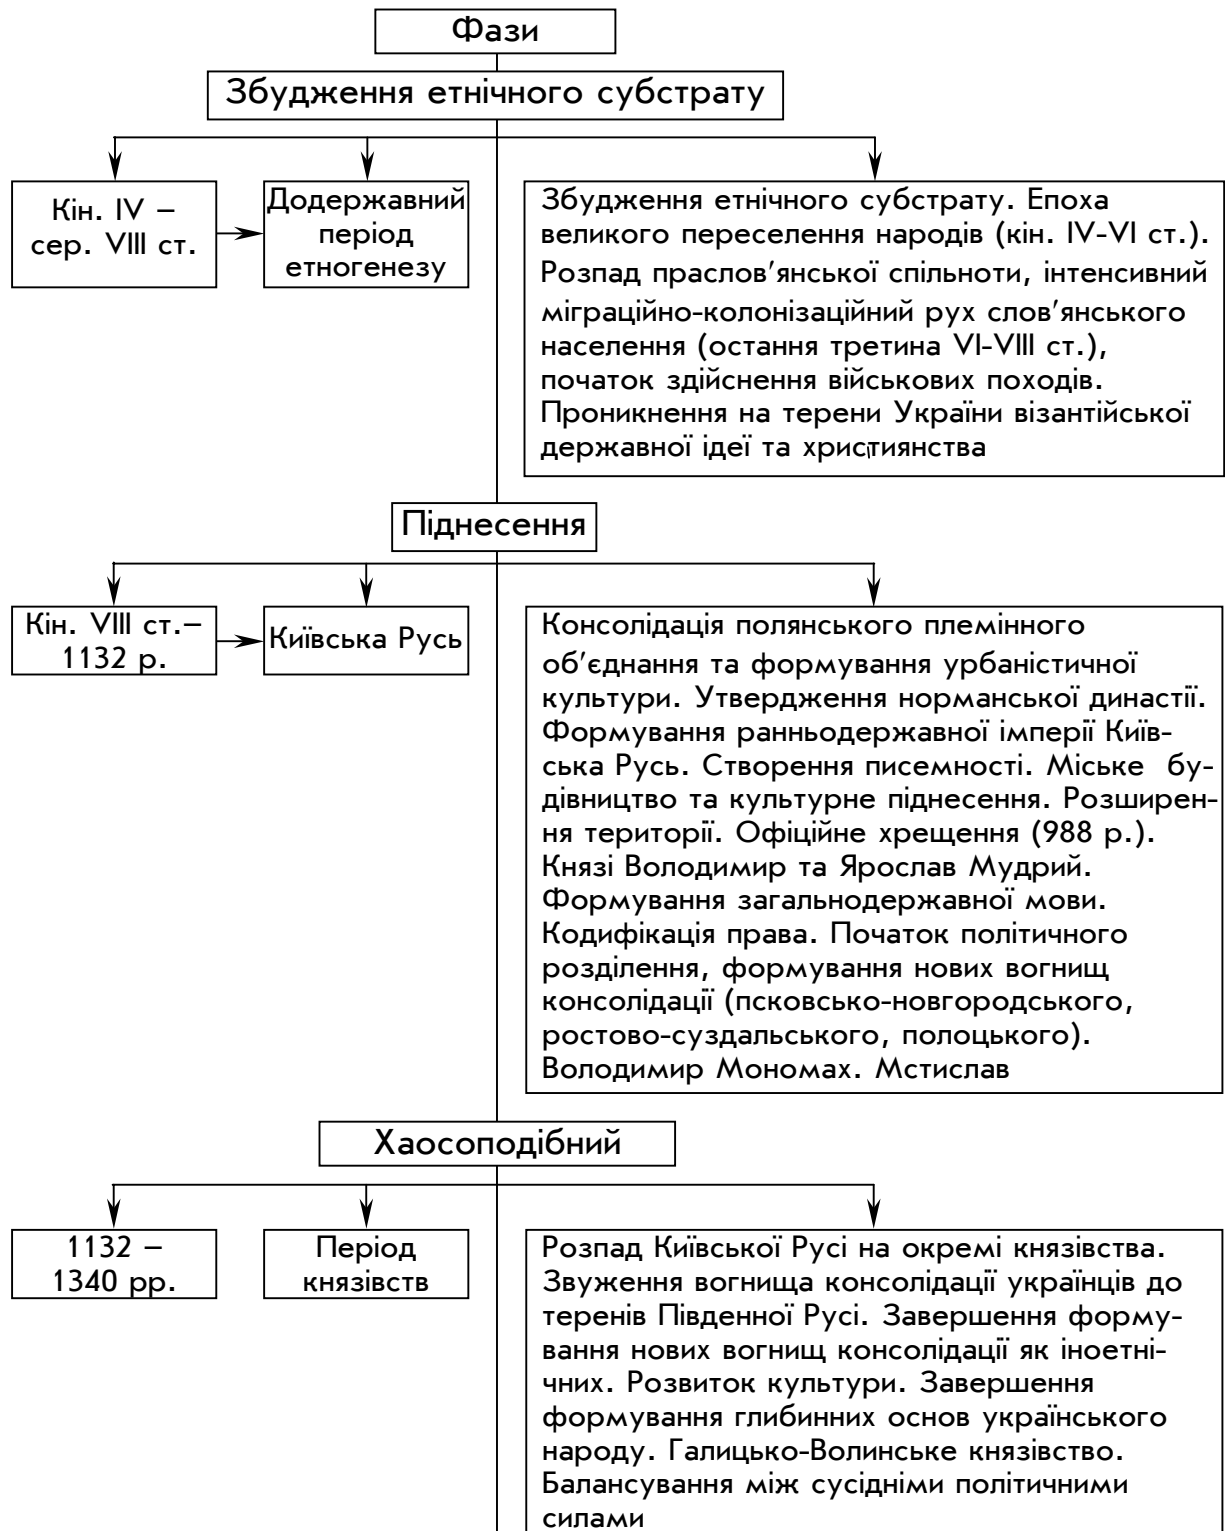 Фази
Збудження етнічного субстрату
Кін. IV –
сер. VIII ст.
Додержавний
період
етногенезу
Збудження етнічного субстрату. Епоха
великого переселення народів (кін. IV-VI ст.).
Розпад праслов'янської спільноти, інтенсивний
міграційно-колонізаційний рух слов'янського
населення (остання третина VI-VIII ст.),
початок здійснення військових походів.
Проникнення на терени України візантійської
державної ідеї та християнства
Піднесення
Кін. VIII ст.–
1132 р.
Київська Русь
Консолідація полянського племінного
об'єднання та формування урбаністичної
культури. Утвердження норманської династії.
Формування ранньодержавної імперії Київ-
ська Русь. Створення писемності. Міське бу-
дівництво та культурне піднесення. Розширен-
ня території. Офіційне хрещення (988 р.).
Князі Володимир та Ярослав Мудрий.
Формування загальнодержавної мови.
Кодифікація права. Початок політичного
розділення, формування нових вогнищ
консолідації (псковсько-новгородського,
ростово-суздальського, полоцького).
Володимир Мономах. Мстислав
Хаосоподібний
1132 –
1340 рр.
Період
князівств
Розпад Київської Русі на окремі князівства.
Звуження вогнища консолідації українців до
теренів Південної Русі. Завершення форму-
вання нових вогнищ консолідації як іноетні-
чних. Розвиток культури. Завершення
формування глибинних основ українського
народу. Галицько-Волинське князівство.
Балансування між сусідніми політичними
силами